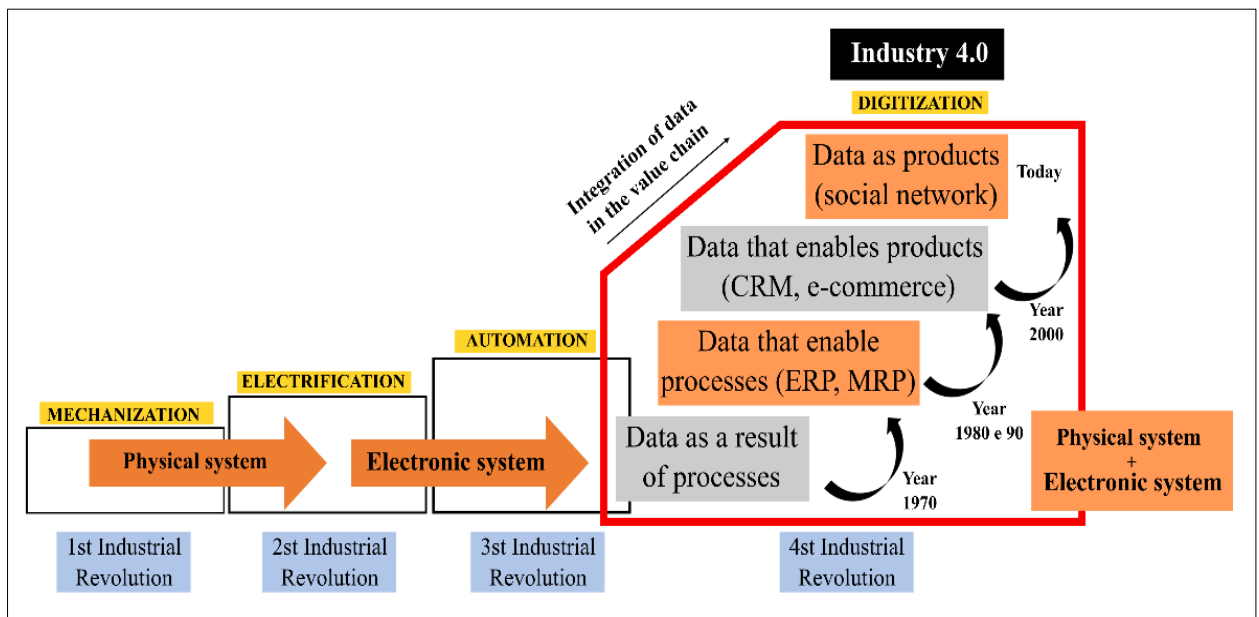 Industry 4.0
DIGITIZATION
Integration of data
in the value chain
Data as products
(social network)
Today
Data that enables products
(CRM, e-commerce)
Year
2000
AUTOMATION
Data that enable
processes (ERP, MRP)
Year
1980 e 90
ELECTRIFICATION
MECHANIZATION
Physical system
Electronic system
Data as a result
of processes
Year
1970
Physical system
+
Electronic system
1st Industrial
Revolution
2st Industrial
Revolution
3st Industrial
Revolution
4st Industrial
Revolution